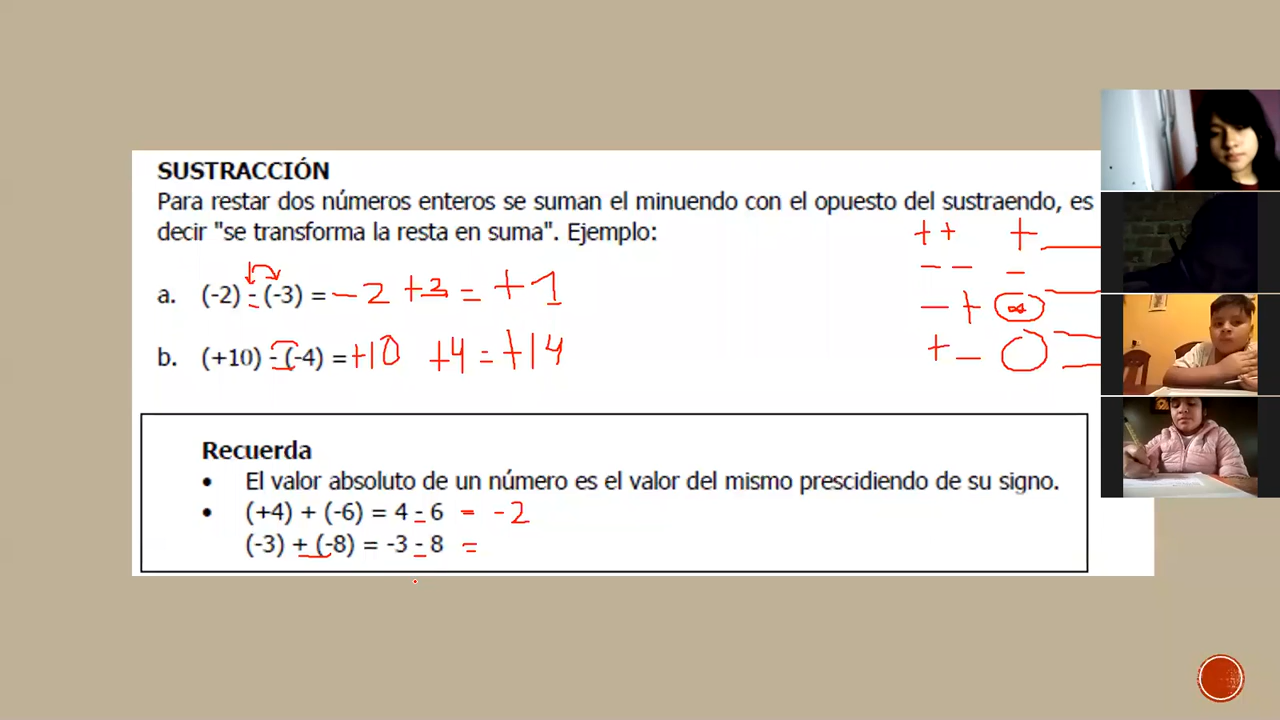 SUSTRACCIÓN
Para restar dos números enteros se suman el minuendo con el opuesto del sustraendo, es
decir "se transforma la resta en suma". Ejemplo:
+ + +
- - -
a. (-2) - (-3) = -2 +3 = +1
- +
b. (+10) - (-4) = +10 +4 = +14
+ -
Recuerda
• El valor absoluto de un número es el valor del mismo prescidiendo de su signo.
• (+4) + (-6) = 4 - 6 = -2
(-3) + (-8) = -3 - 8 =